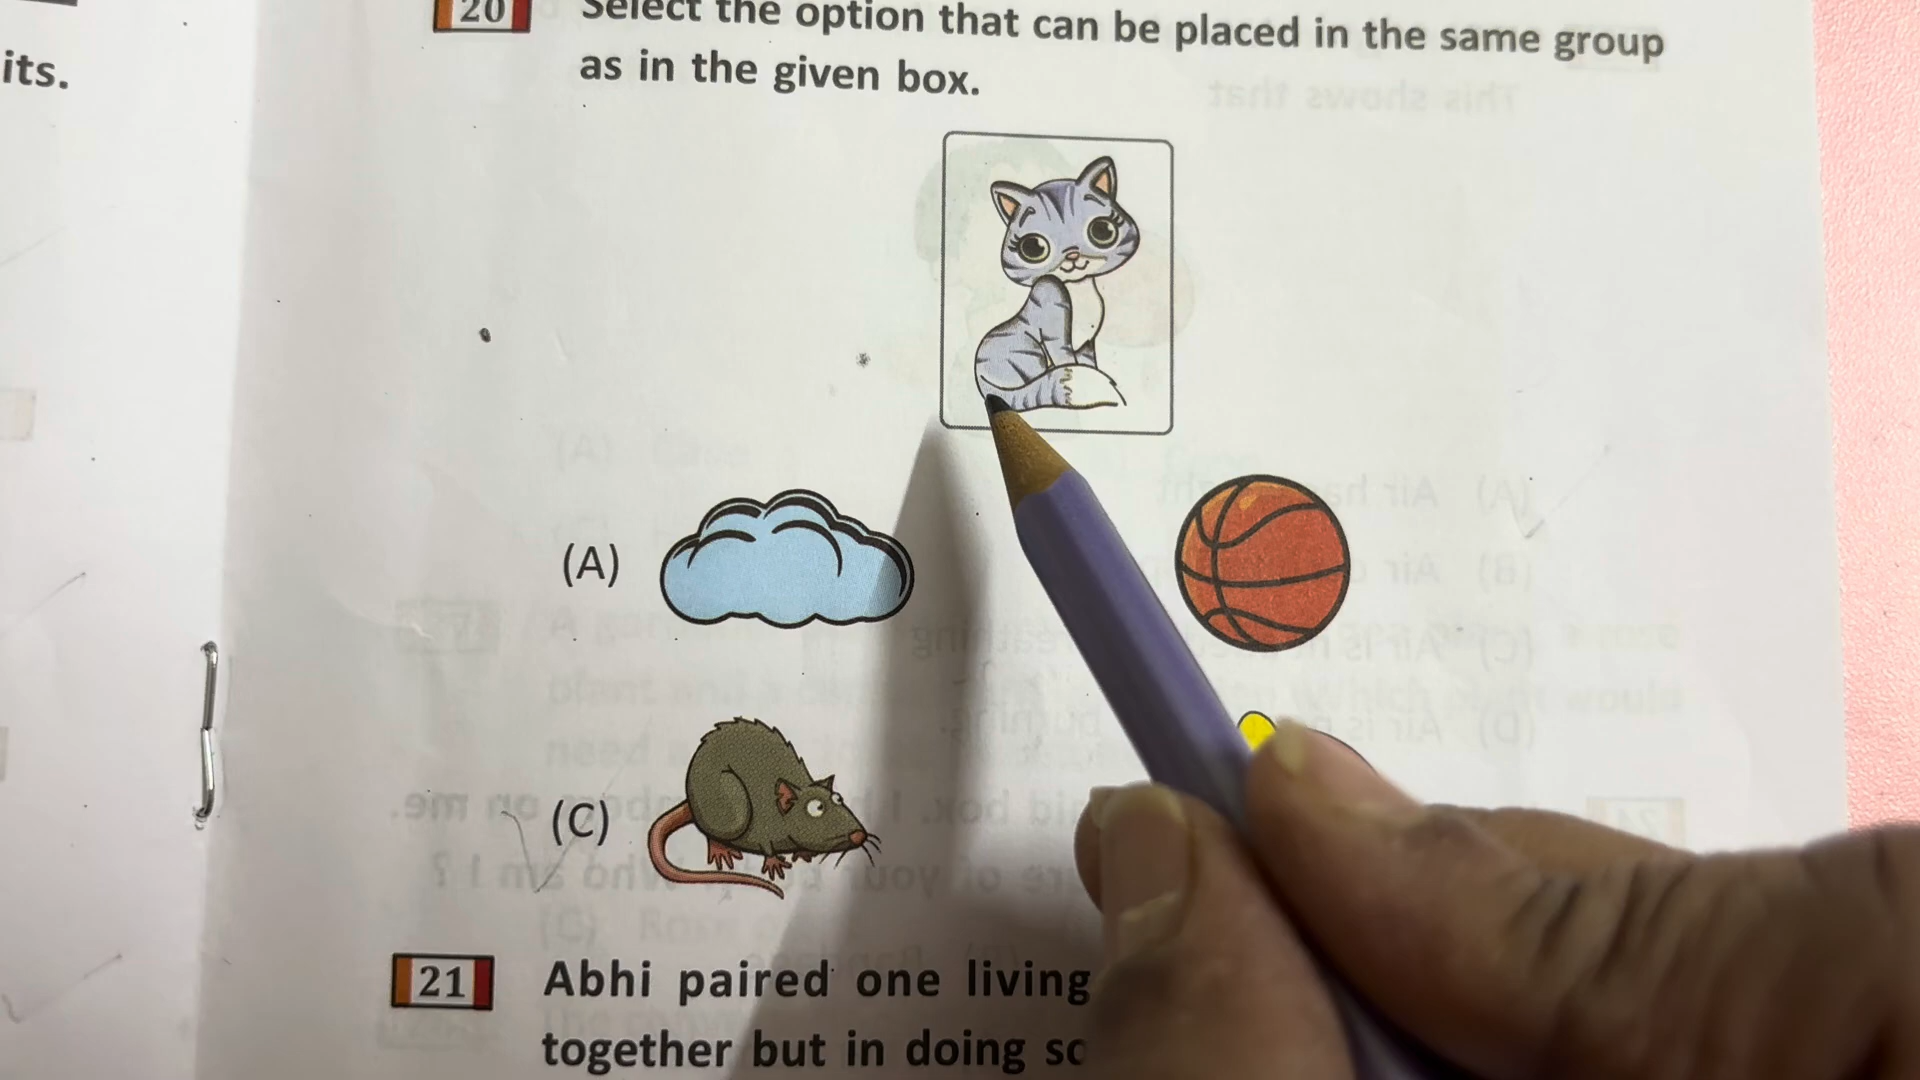 its.
20 Select the option that can be placed in the same group
as in the given box.
(A)
(C)
21 Abhi paired one living
together but in doing so